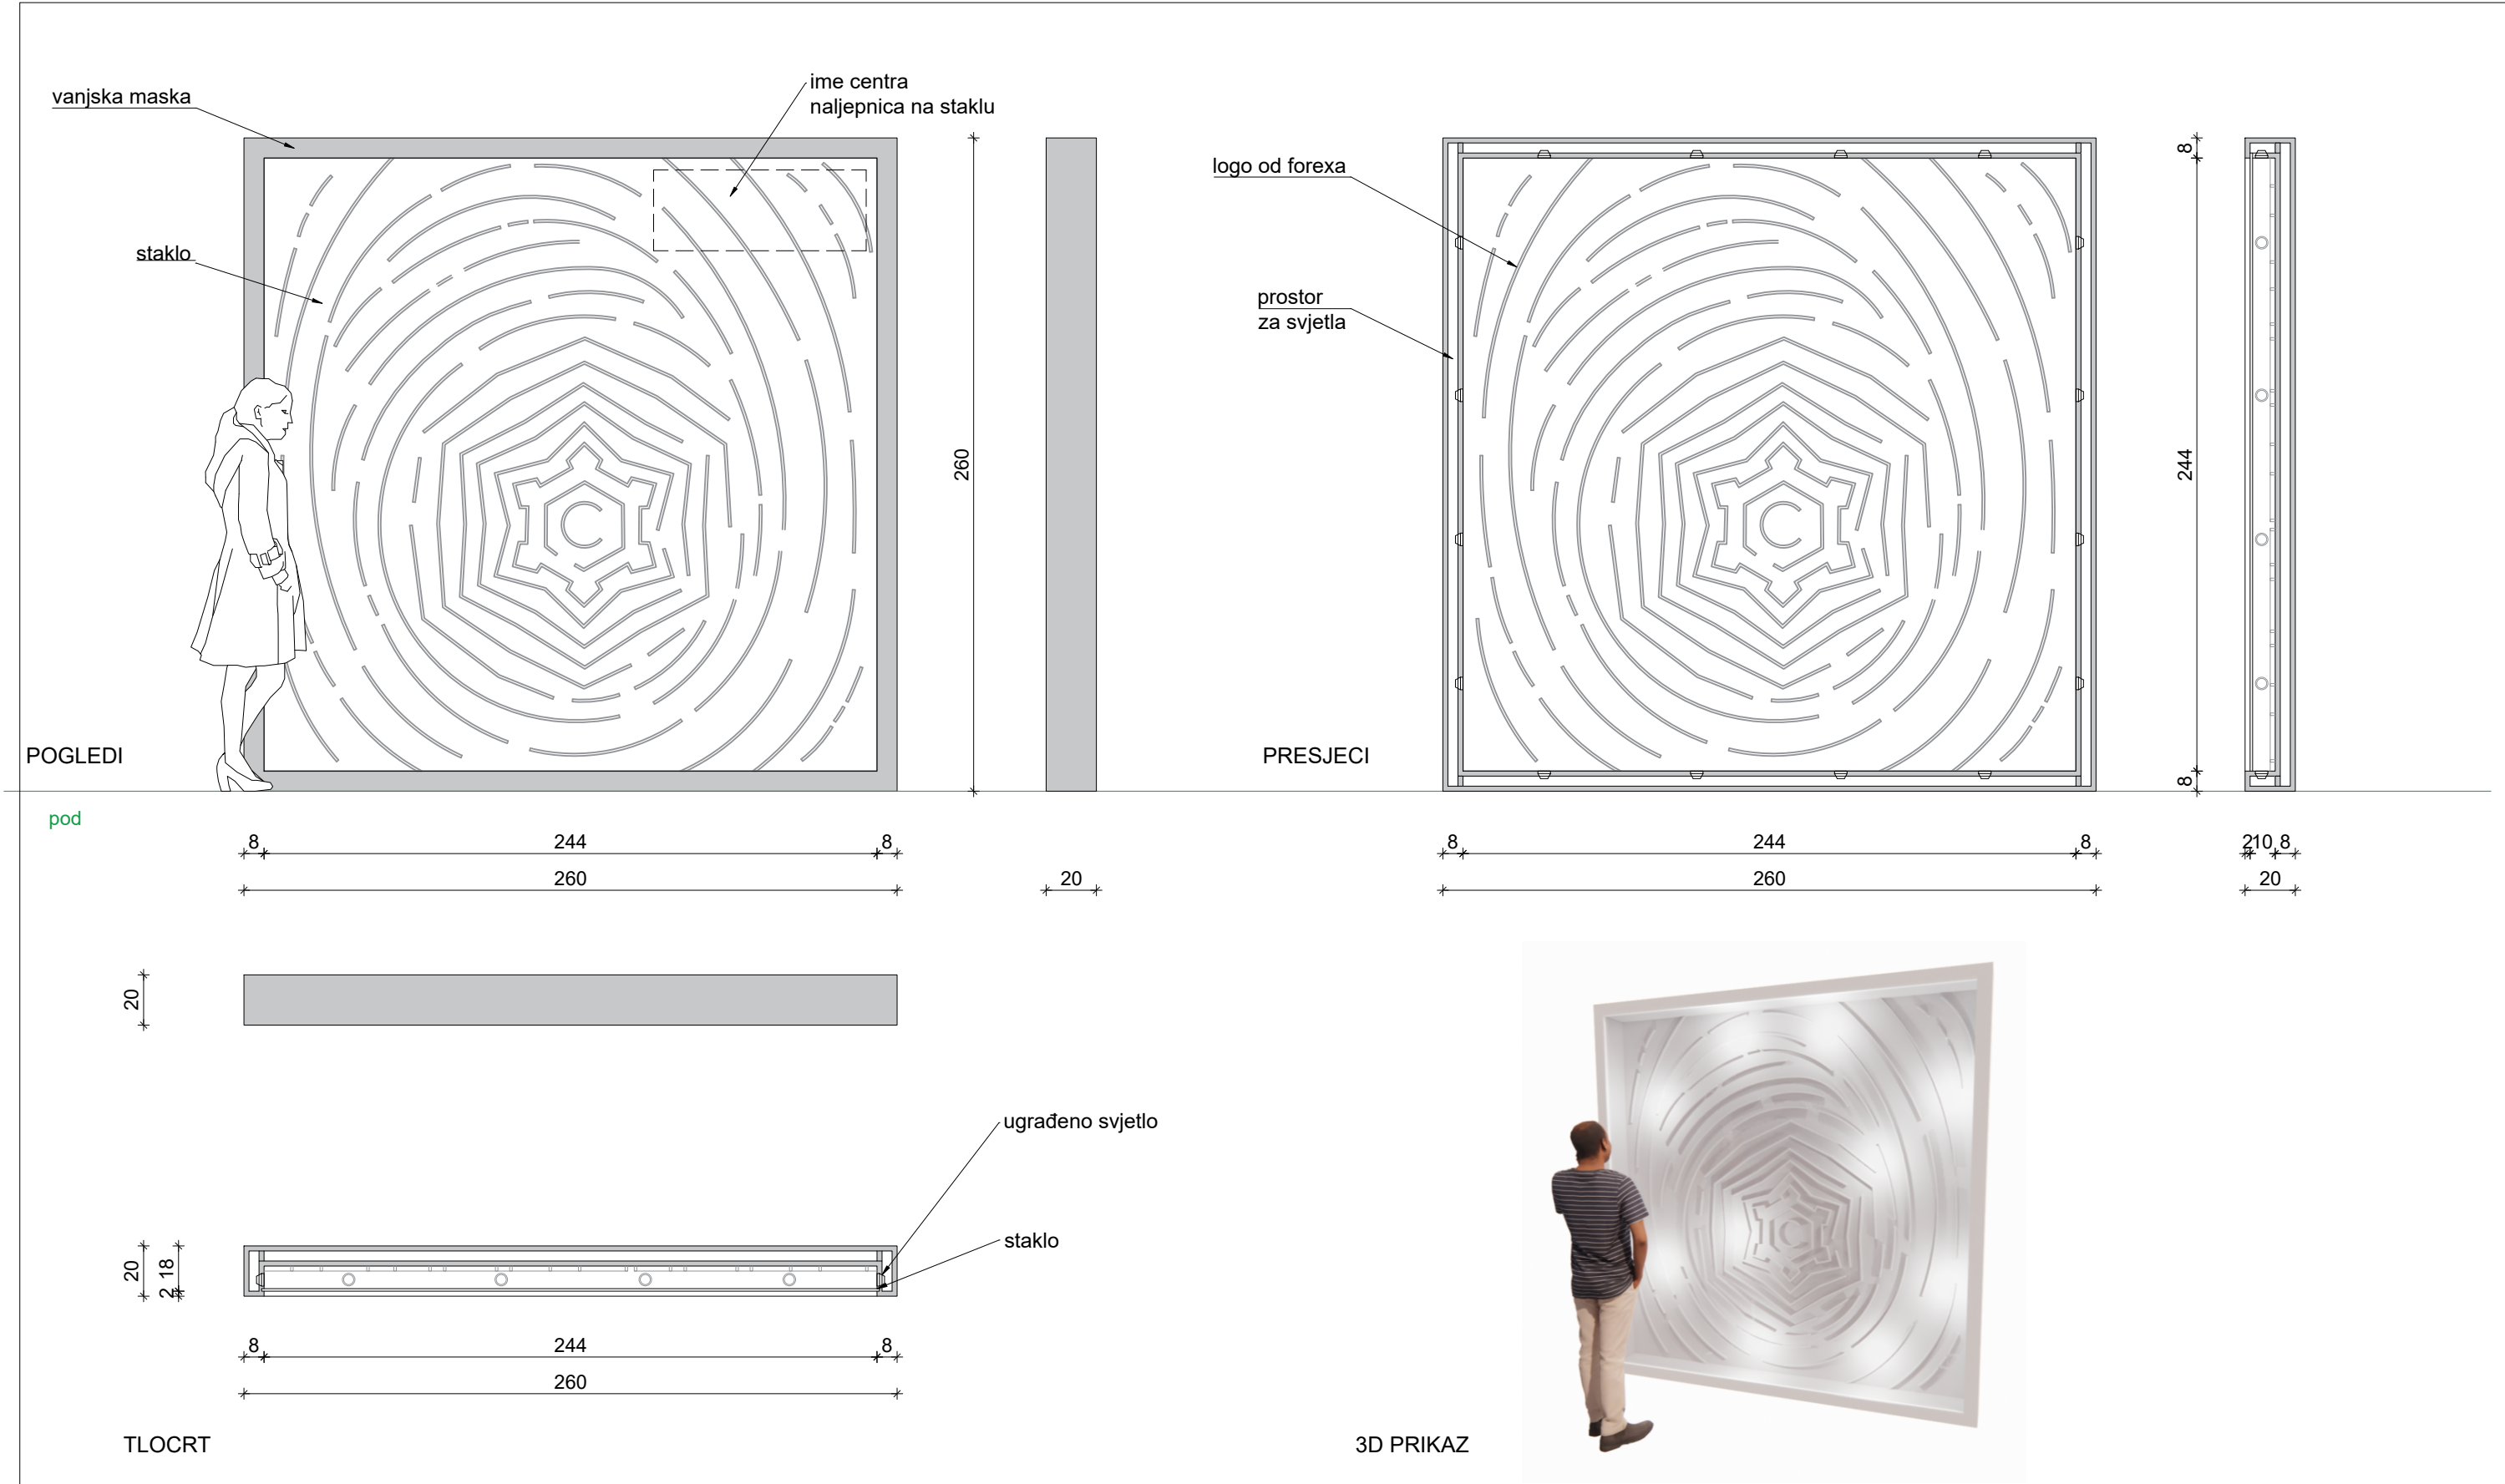 vanjska maska
ime centra
naljepnica na staklu
staklo
260
POGLEDI
pod
8
244
8
260
20
logo od forexa
prostor
za svjetla
8
244
8
PRESJECI
8
244
8
260
2
10
8
20
20
ugrađeno svjetlo
staklo
20
2
18
8
244
8
260
TLOCRT
3D PRIKAZ